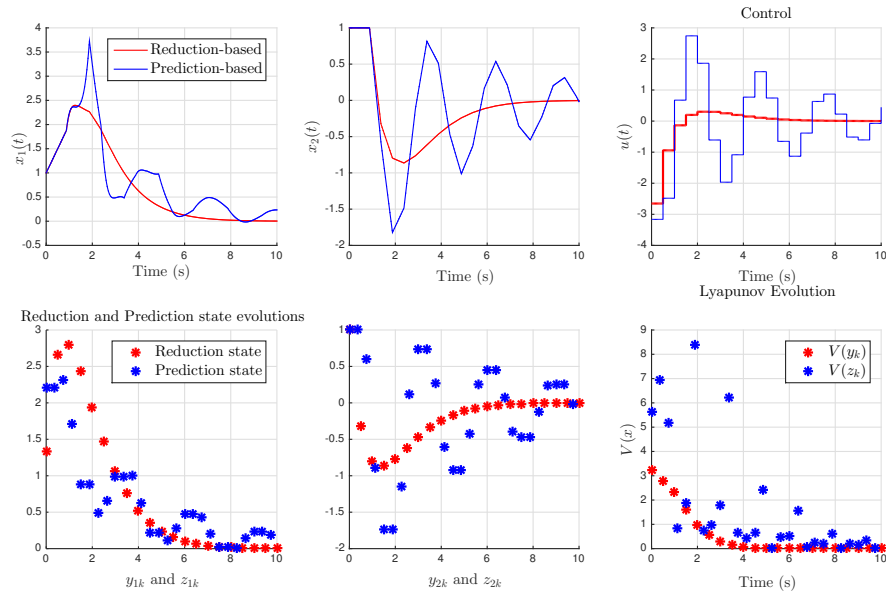 4
3.5
3
2.5
2
1.5
1
0.5
0
-0.5
0 2 4 6 8 10
x₁(t)
Time (s)
Reduction-based
Prediction-based
1
0.5
0
-0.5
-1
-1.5
-2
0 2 4 6 8 10
x₂(t)
Time (s)
Control
3
2
1
0
-1
-2
-3
-4
0 2 4 6 8 10
u(t)
Time (s)
Reduction and Prediction state evolutions
3
2.5
2
1.5
1
0.5
0
0 2 4 6 8 10
Reduction state
Prediction state
y₁ₖ and z₁ₖ
1
0.5
0
-0.5
-1
-1.5
-2
0 2 4 6 8 10
y₂ₖ and z₂ₖ
Lyapunov Evolution
9
8
7
6
5
4
3
2
1
0
0 2 4 6 8 10
V(x)
V(yₖ)
V(zₖ)
Time (s)